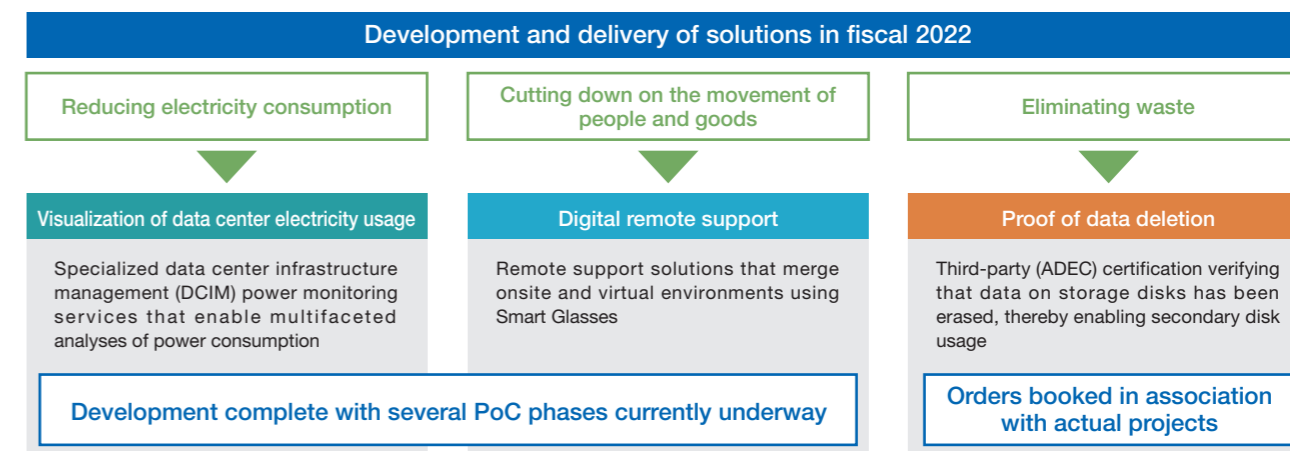 Development and delivery of solutions in fiscal 2022
Reducing electricity consumption
Visualization of data center electricity usage
Specialized data center infrastructure
management (DCIM) power monitoring
services that enable multifaceted
analyses of power consumption
Cutting down on the movement of
people and goods
Digital remote support
Remote support solutions that merge
onsite and virtual environments using
Smart Glasses
Development complete with several PoC phases currently underway
Eliminating waste
Proof of data deletion
Third-party (ADEC) certification verifying
that data on storage disks has been
erased, thereby enabling secondary disk
usage
Orders booked in association
with actual projects